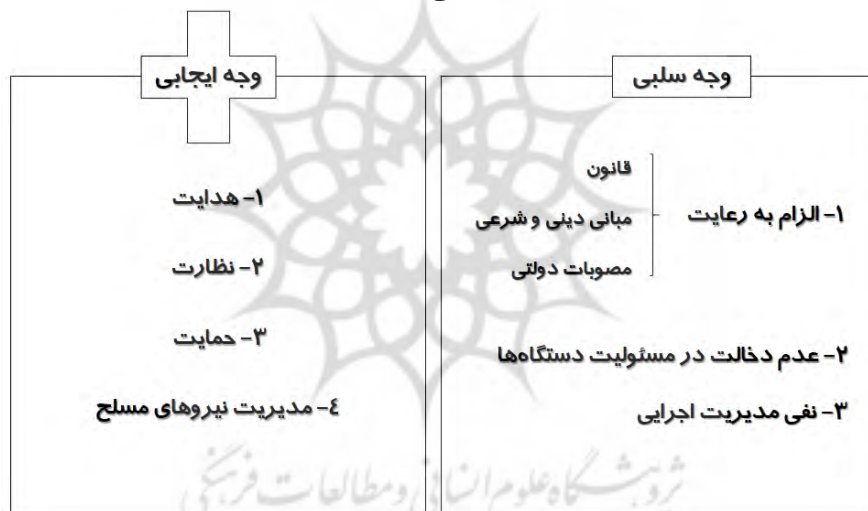 وجه سلبی
۱- الزام به رعایت
قانون
مبانی دینی و شرعی
مصوبات دولتی
۲- عدم دخالت در مسئولیت دستگاه‌ها
۳- نفی مدیریت اجرایی
وجه ایجابی
۱- هدایت
۲- نظارت
۳- حمایت
٤- مدیریت نیروهای مسلح
پژوهشگاه علوم انسانی و مطالعات فرهنگی